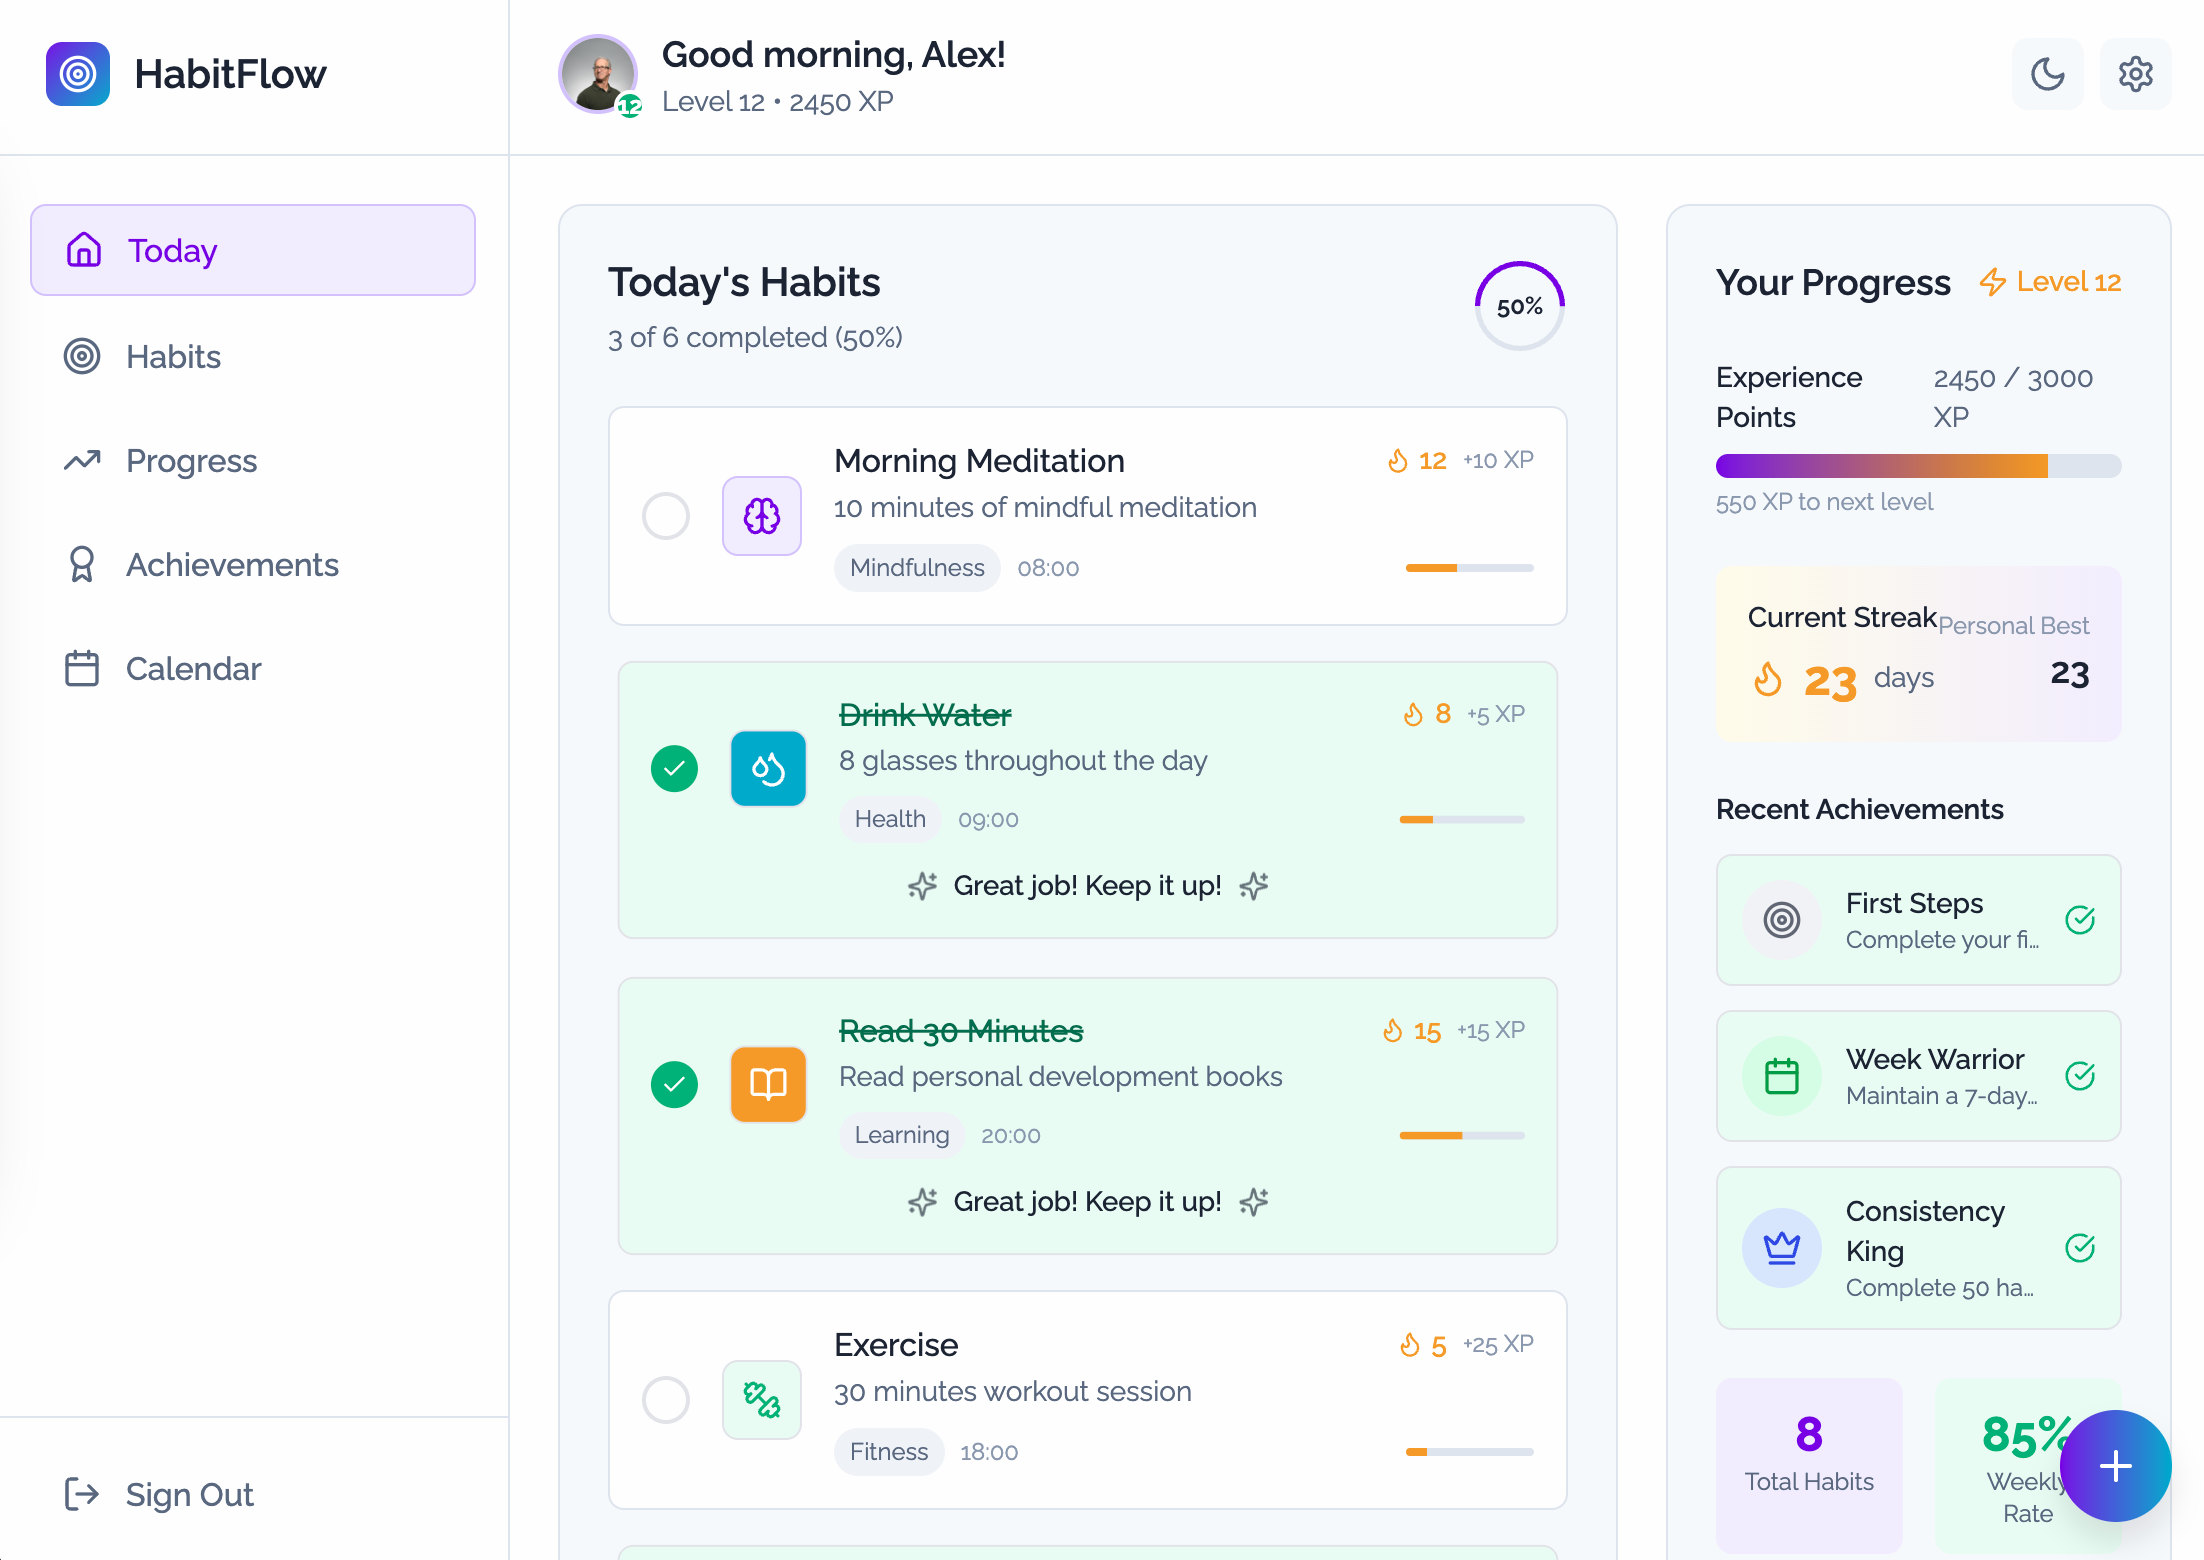 HabitFlow
Today
Habits
Progress
Achievements
Calendar
Sign Out
Good morning, Alex!
Level 12 • 2450 XP
12
Today's Habits
3 of 6 completed (50%)
50%
Morning Meditation
12 +10 XP
10 minutes of mindful meditation
Mindfulness 08:00
Drink Water
8 +5 XP
8 glasses throughout the day
Health 09:00
Great job! Keep it up!
Read 30 Minutes
15 +15 XP
Read personal development books
Learning 20:00
Great job! Keep it up!
Exercise
5 +25 XP
30 minutes workout session
Fitness 18:00
Your Progress
Level 12
Experience
Points
2450 / 3000
XP
550 XP to next level
Current Streak
23 days
Personal Best
23
Recent Achievements
First Steps
Complete your fi...
Week Warrior
Maintain a 7-day...
Consistency
King
Complete 50 ha...
8
Total Habits
85%
Weekly
Rate